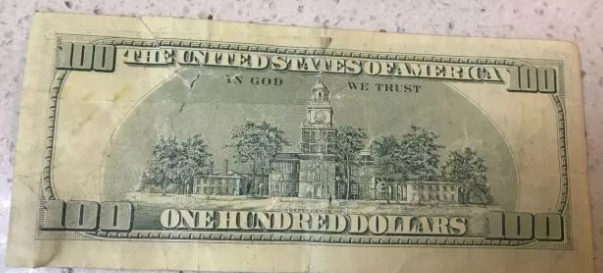 100 THE UNITED STATES OF AMERICA 100
IN GOD WE TRUST
100 ONE HUNDRED DOLLARS 100